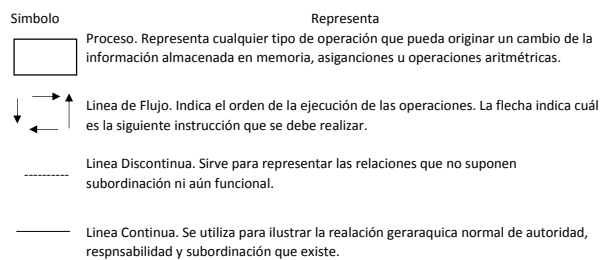 Simbolo Representa
Proceso. Representa cualquier tipo de operación que pueda originar un cambio de la
información almacenada en memoria, asiganciones u operaciones aritmétricas.
Linea de Flujo. Indica el orden de la ejecución de las operaciones. La flecha indica cuál
es la siguiente instrucción que se debe realizar.
Linea Discontinua. Sirve para representar las relaciones que no suponen
subordinación ni aún funcional.
Linea Continua. Se utiliza para ilustrar la realación geraraquica normal de autoridad,
respnsabilidad y subordinación que existe.